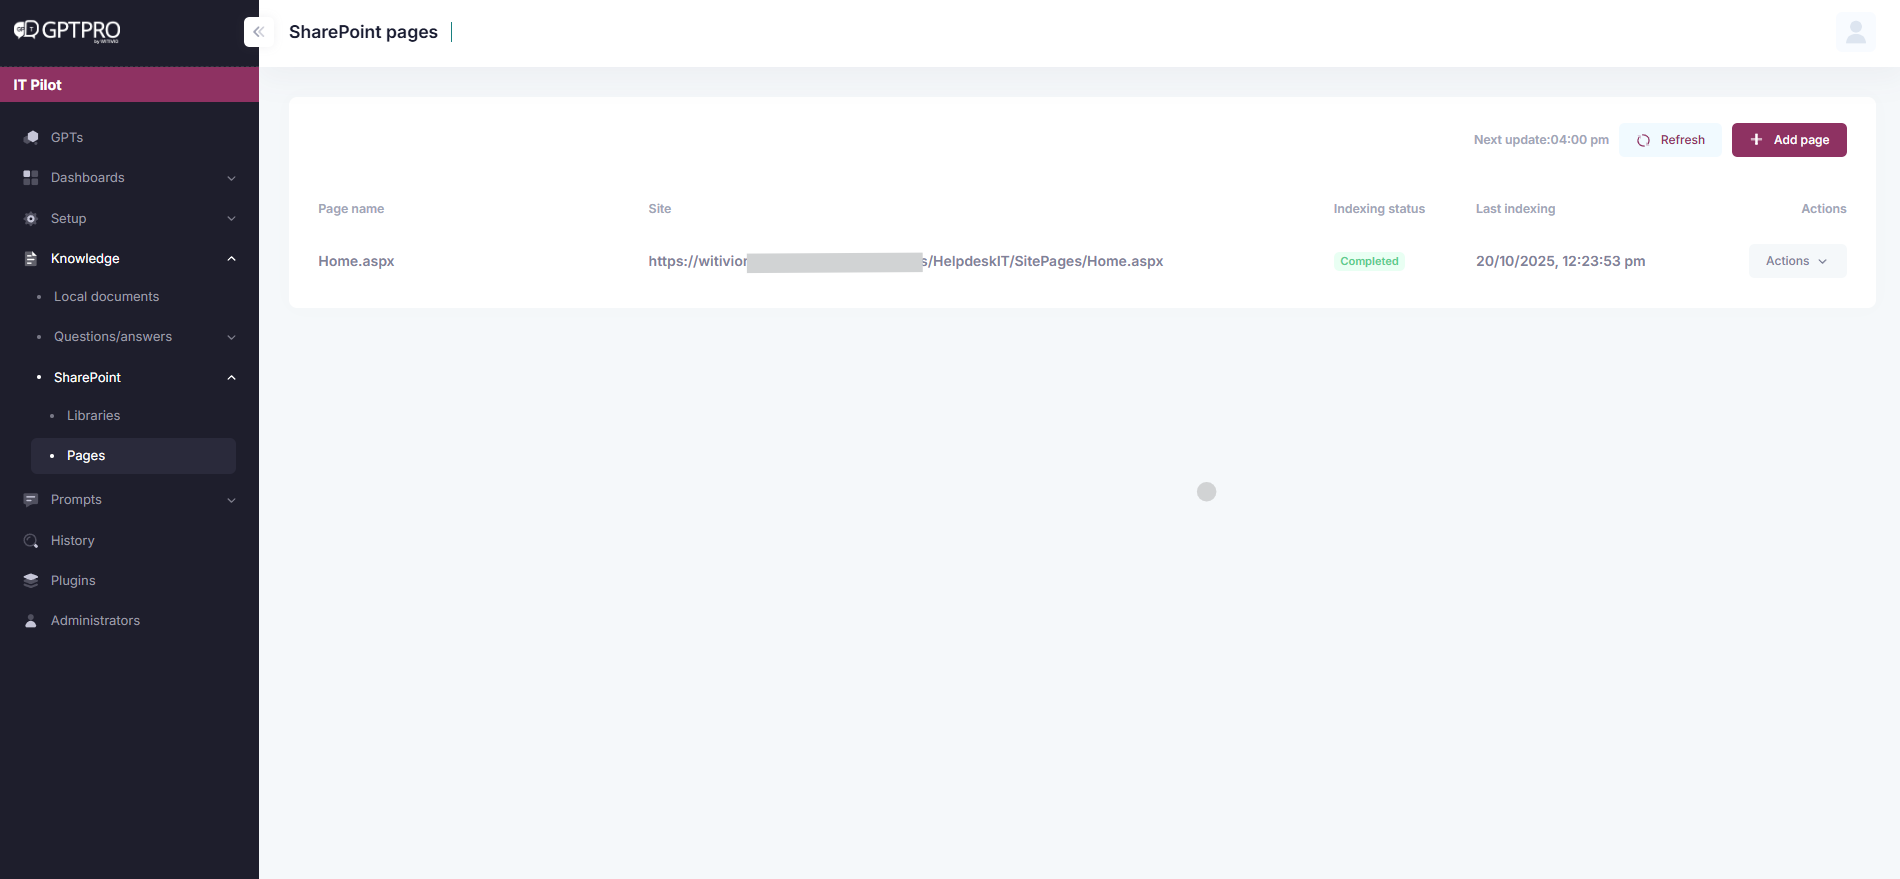 GPTPRO
by WITIVIO
SharePoint pages
IT Pilot
GPTs
Dashboards
Setup
Knowledge
Local documents
Questions/answers
SharePoint
Libraries
Pages
Prompts
History
Plugins
Administrators
Next update:04:00 pm
Refresh
Add page
Page name Site Indexing status Last indexing Actions
Home.aspx https://witivio s/HelpdeskIT/SitePages/Home.aspx Completed 20/10/2025, 12:23:53 pm Actions